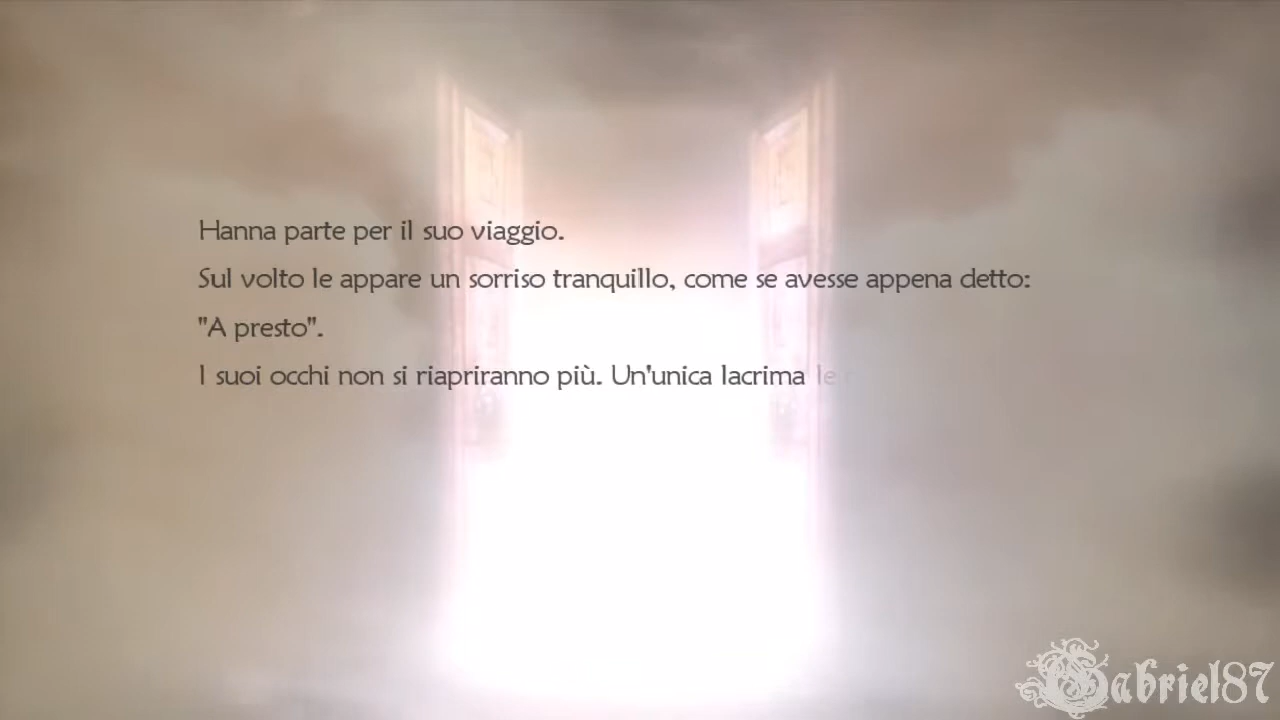 Hanna parte per il suo viaggio.
Sul volto le appare un sorriso tranquillo, come se avesse appena detto:
"A presto".
I suoi occhi non si riapriranno più. Un'unica lacrima le
Gabriel87